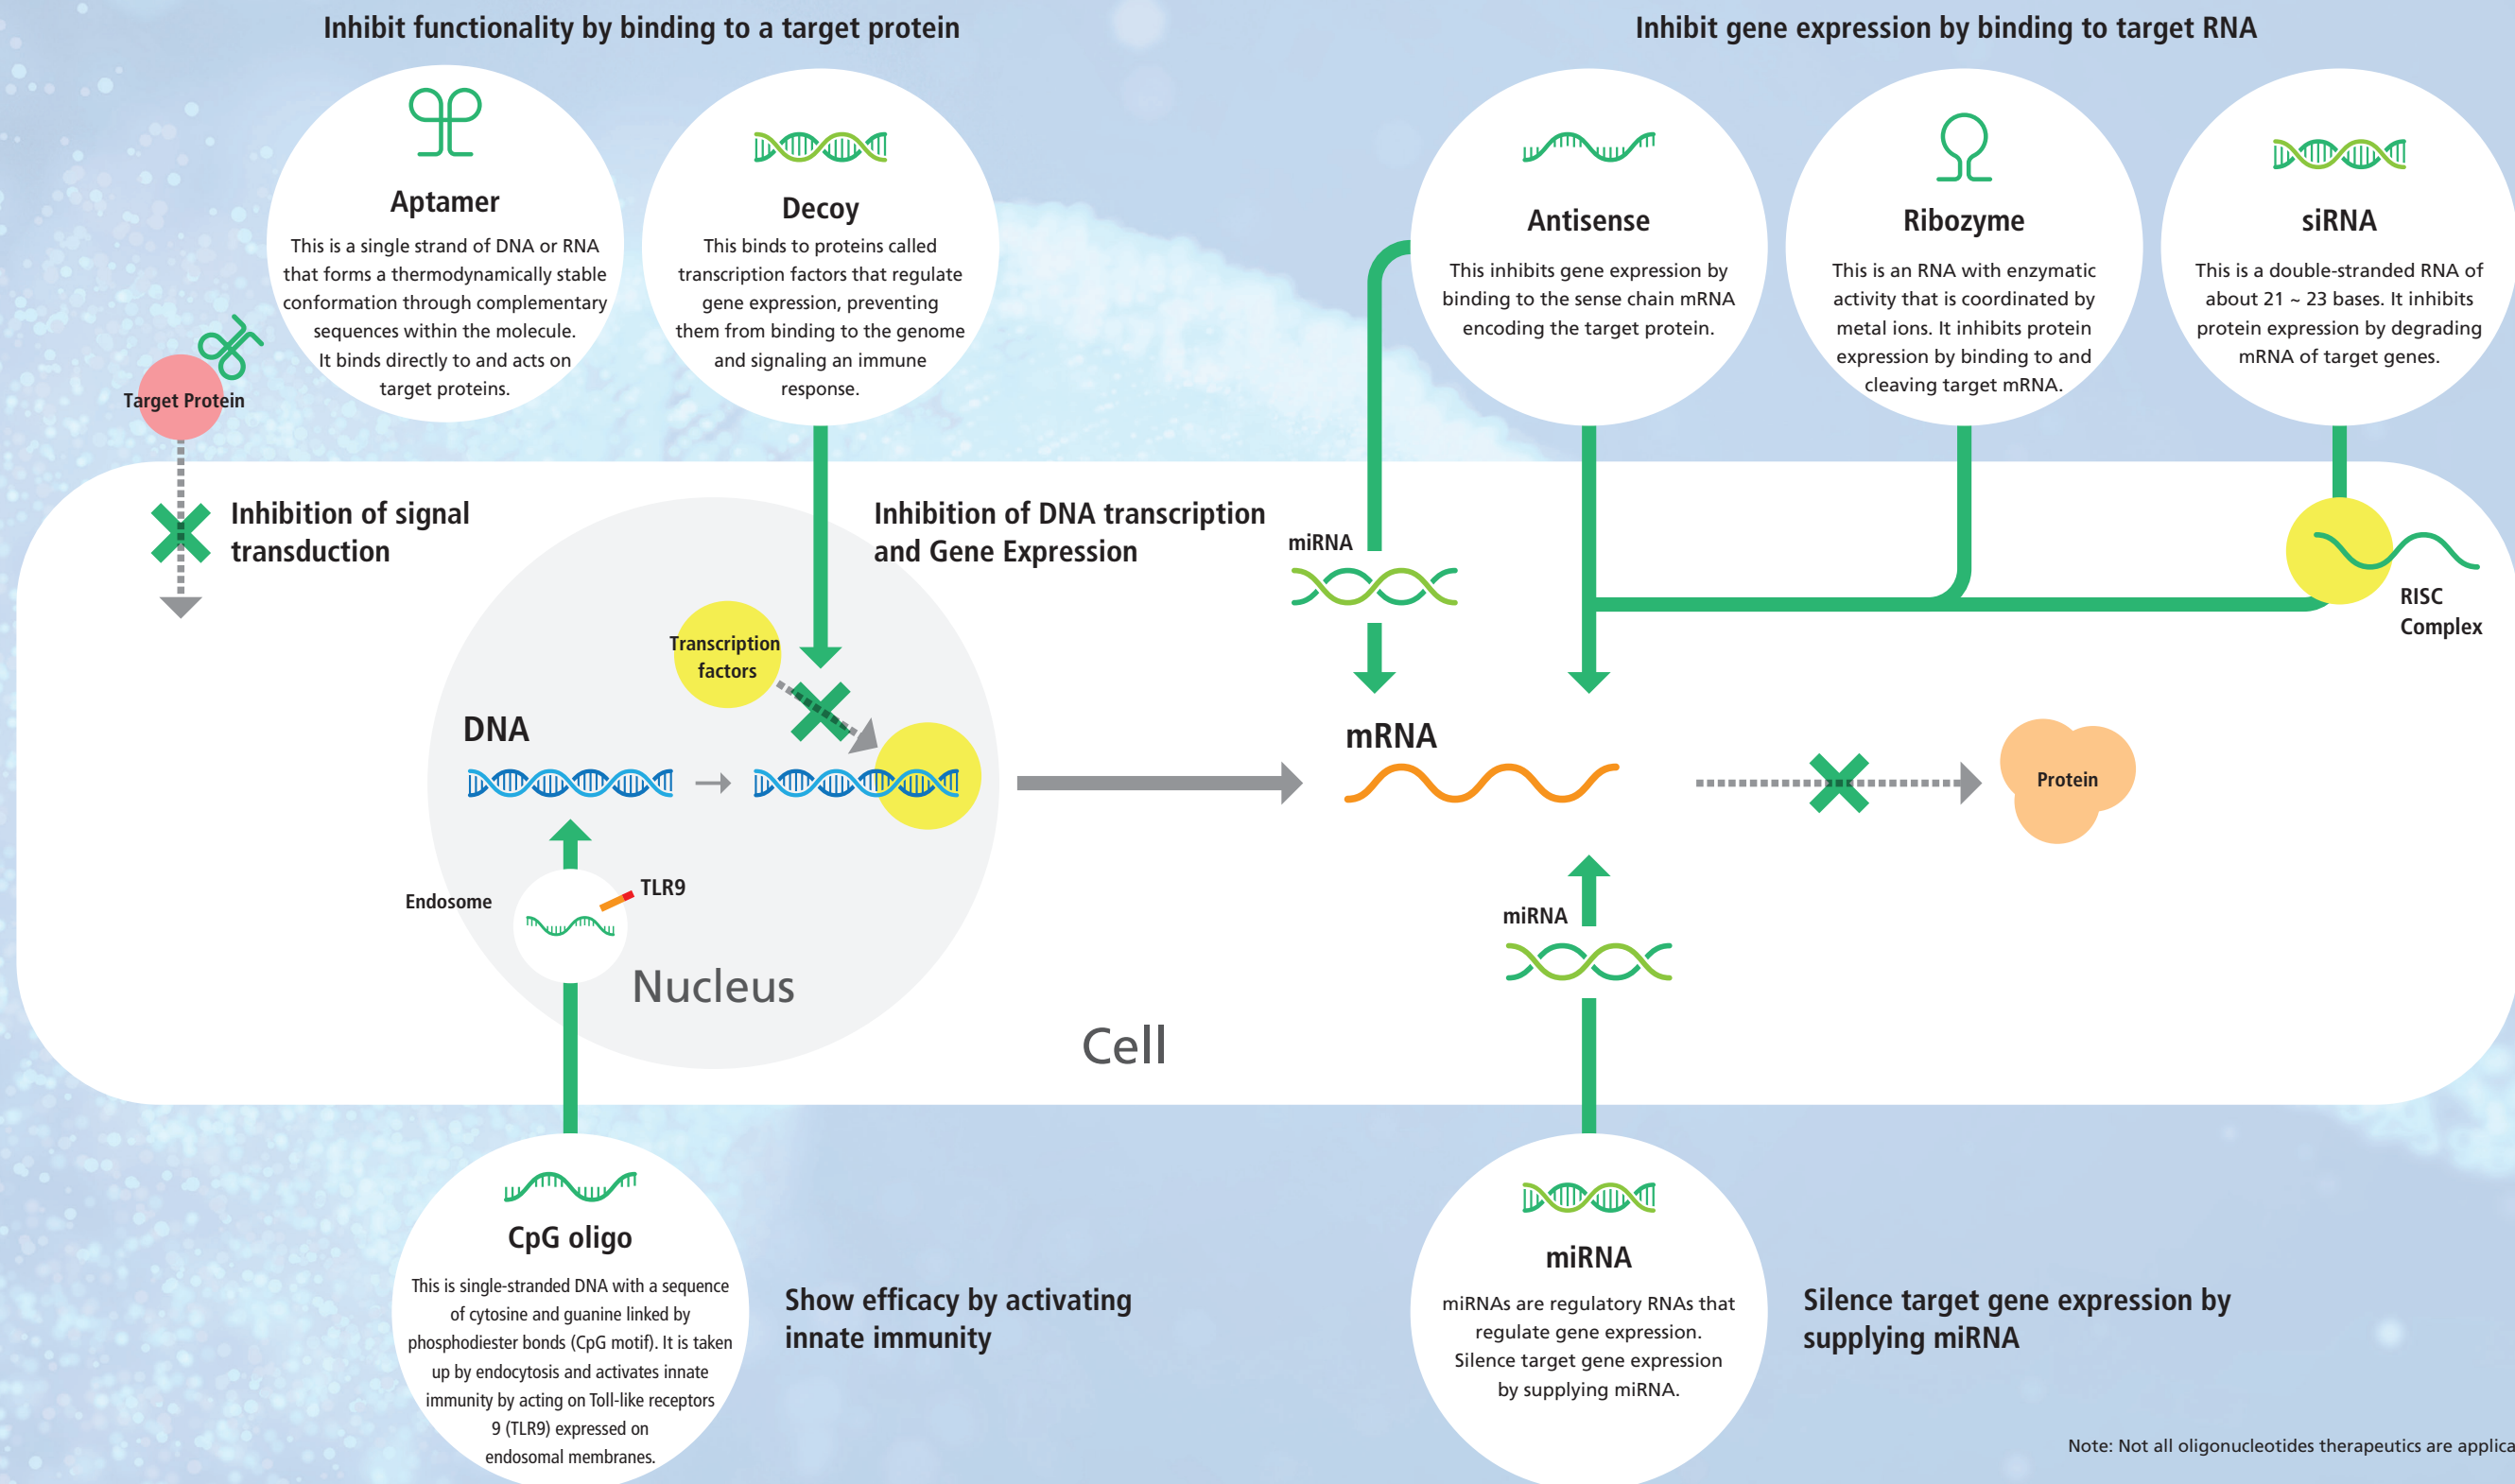 Inhibit functionality by binding to a target protein
Inhibit gene expression by binding to target RNA
Aptamer
This is a single strand of DNA or RNA
that forms a thermodynamically stable
conformation through complementary
sequences within the molecule.
It binds directly to and acts on
target proteins.
Decoy
This binds to proteins called
transcription factors that regulate
gene expression, preventing
them from binding to the genome
and signaling an immune
response.
Antisense
This inhibits gene expression by
binding to the sense chain mRNA
encoding the target protein.
Ribozyme
This is an RNA with enzymatic
activity that is coordinated by
metal ions. It inhibits protein
expression by binding to and
cleaving target mRNA.
siRNA
This is a double-stranded RNA of
about 21 ~ 23 bases. It inhibits
protein expression by degrading
mRNA of target genes.
Target Protein
Inhibition of signal
transduction
Inhibition of DNA transcription
and Gene Expression
miRNA
RISC
Complex
Transcription
factors
DNA
mRNA
Protein
Endosome
TLR9
miRNA
Nucleus
Cell
CpG oligo
This is single-stranded DNA with a sequence
of cytosine and guanine linked by
phosphodiester bonds (CpG motif). It is taken
up by endocytosis and activates innate
immunity by acting on Toll-like receptors
9 (TLR9) expressed on
endosomal membranes.
Show efficacy by activating
innate immunity
miRNA
miRNAs are regulatory RNAs that
regulate gene expression.
Silence target gene expression
by supplying miRNA.
Silence target gene expression by
supplying miRNA
Note: Not all oligonucleotides therapeutics are applica